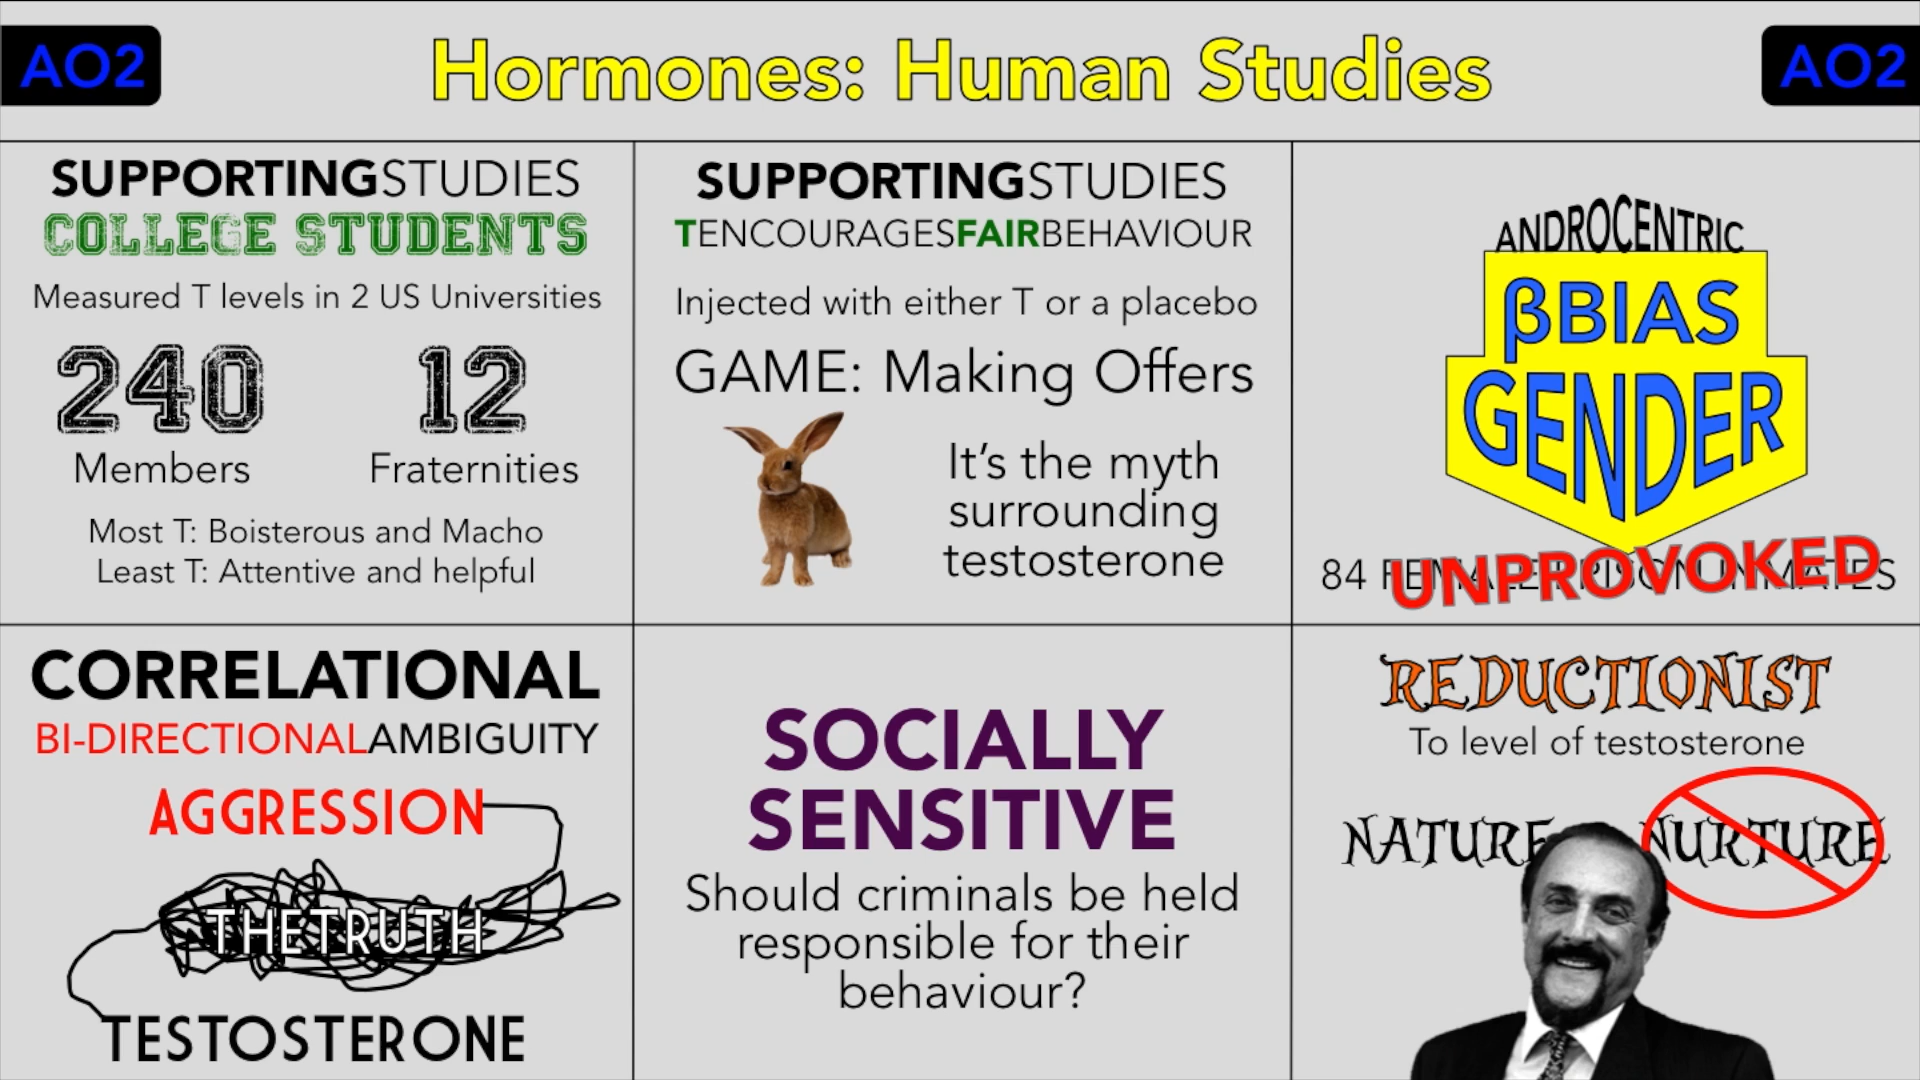 AO2
Hormones: Human Studies
AO2
SUPPORTINGSTUDIES
COLLEGE STUDENTS
Measured T levels in 2 US Universities
240
12
Members
Fraternities
Most T: Boisterous and Macho
Least T: Attentive and helpful
SUPPORTINGSTUDIES
TENCOURAGESFAIRBEHAVIOUR
Injected with either T or a placebo
GAME: Making Offers
It’s the myth
surrounding
testosterone
ANDROCENTRIC
βBIAS
GENDER
84 FEMALE PRISON INMATES
UNPROVOKED
CORRELATIONAL
BI-DIRECTIONALAMBIGUITY
AGGRESSION
THETRUTH
TESTOSTERONE
SOCIALLY
SENSITIVE
Should criminals be held
responsible for their
behaviour?
REDUCTIONIST
To level of testosterone
NATURE NURTURE